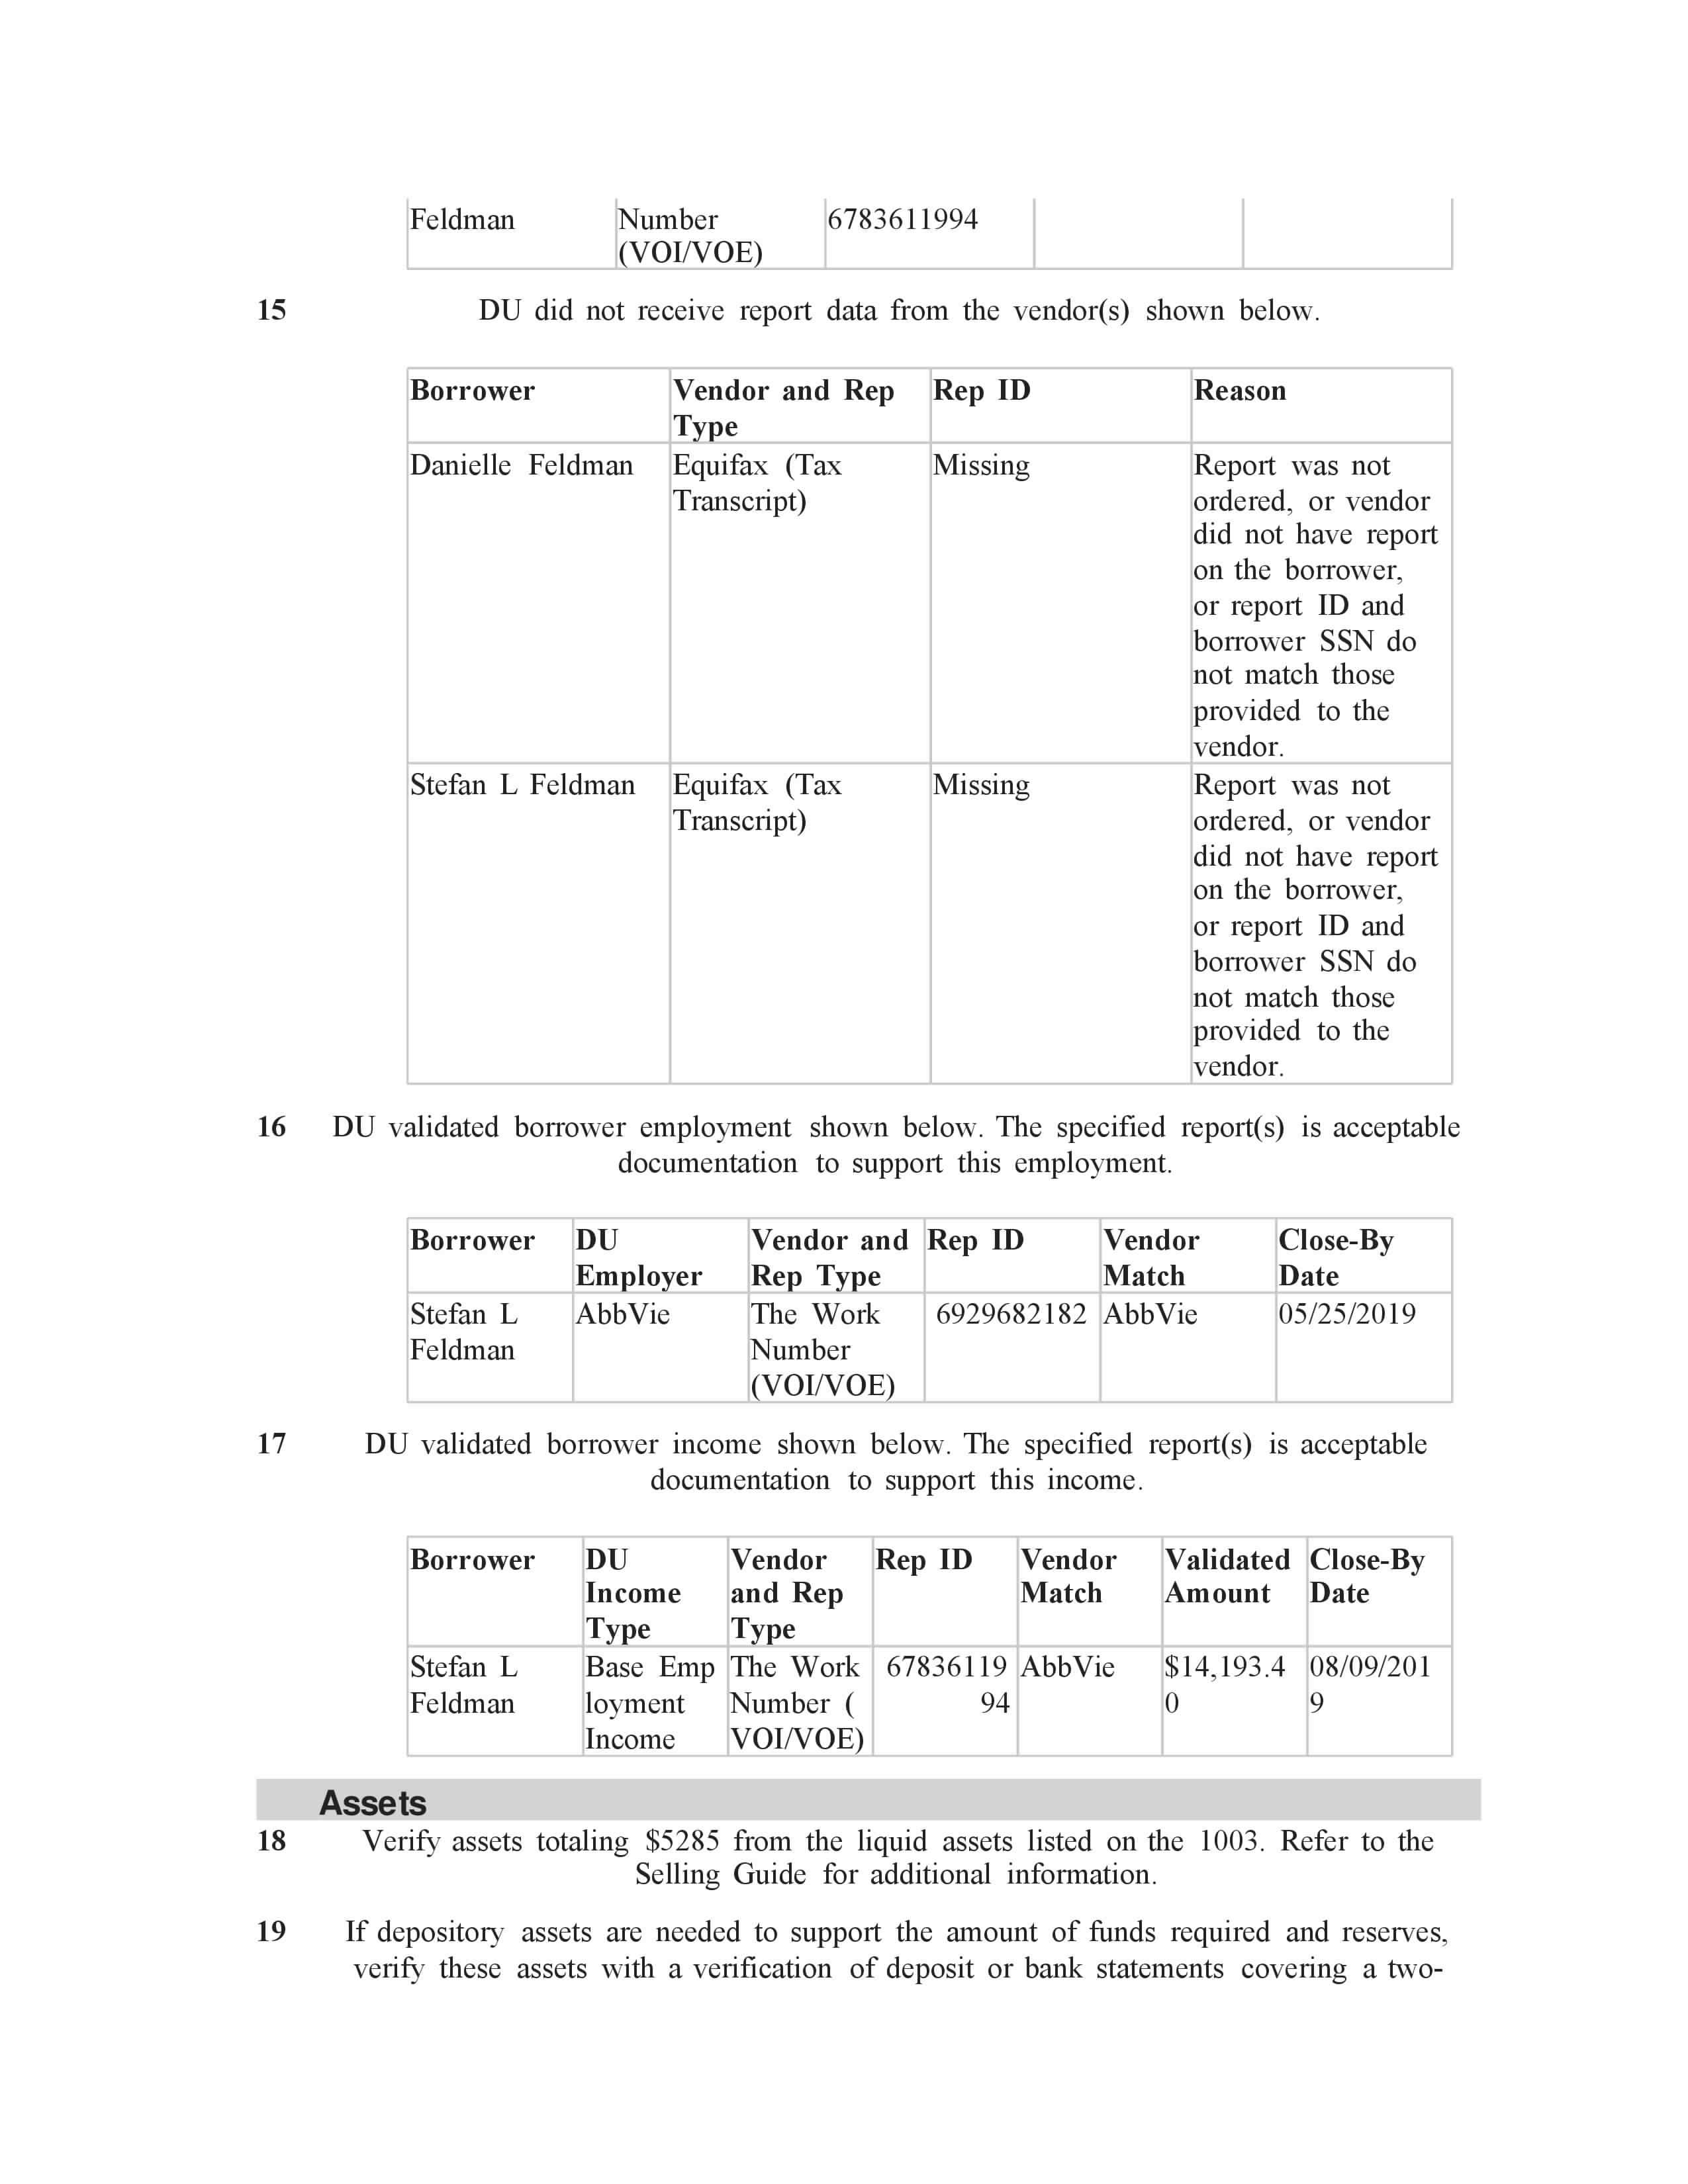 Feldman Number 6783611994
(VOI/VOE)
15 DU did not receive report data from the vendor(s) shown below.
Borrower Vendor and Rep Rep ID Reason
Type
Danielle Feldman Equifax (Tax Missing Report was not
Transcript) ordered, or vendor
did not have report
on the borrower,
or report ID and
borrower SSN do
not match those
provided to the
vendor.
Stefan L Feldman Equifax (Tax Missing Report was not
Transcript) ordered, or vendor
did not have report
on the borrower,
or report ID and
borrower SSN do
not match those
provided to the
vendor.
16 DU validated borrower employment shown below. The specified report(s) is acceptable
documentation to support this employment.
Borrower DU Vendor and Rep ID Vendor Close-By
Employer Rep Type Match Date
Stefan L AbbVie The Work 6929682182 AbbVie 05/25/2019
Feldman Number
(VOI/VOE)
17 DU validated borrower income shown below. The specified report(s) is acceptable
documentation to support this income.
Borrower DU Vendor Rep ID Vendor Validated Close-By
Income and Rep Match Amount Date
Type Type
Stefan L Base Emp The Work 67836119 AbbVie $14,193.4 08/09/201
Feldman loyment Number ( 94 0 9
Income VOI/VOE)
Assets
18 Verify assets totaling $5285 from the liquid assets listed on the 1003. Refer to the
Selling Guide for additional information.
19 If depository assets are needed to support the amount of funds required and reserves,
verify these assets with a verification of deposit or bank statements covering a two-